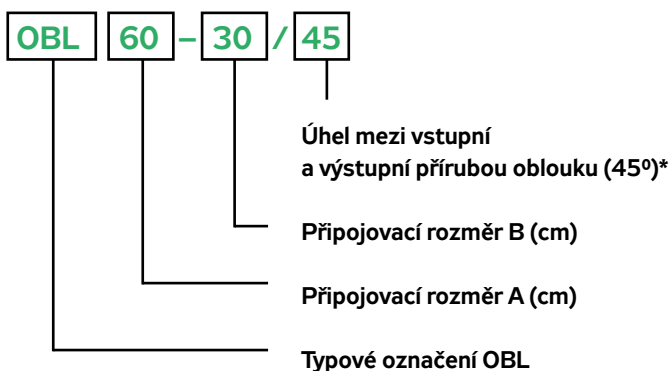 OBL 60 – 30 / 45
Úhel mezi vstupní
a výstupní přírubou oblouku (45º)*
Připojovací rozměr B (cm)
Připojovací rozměr A (cm)
Typové označení OBL